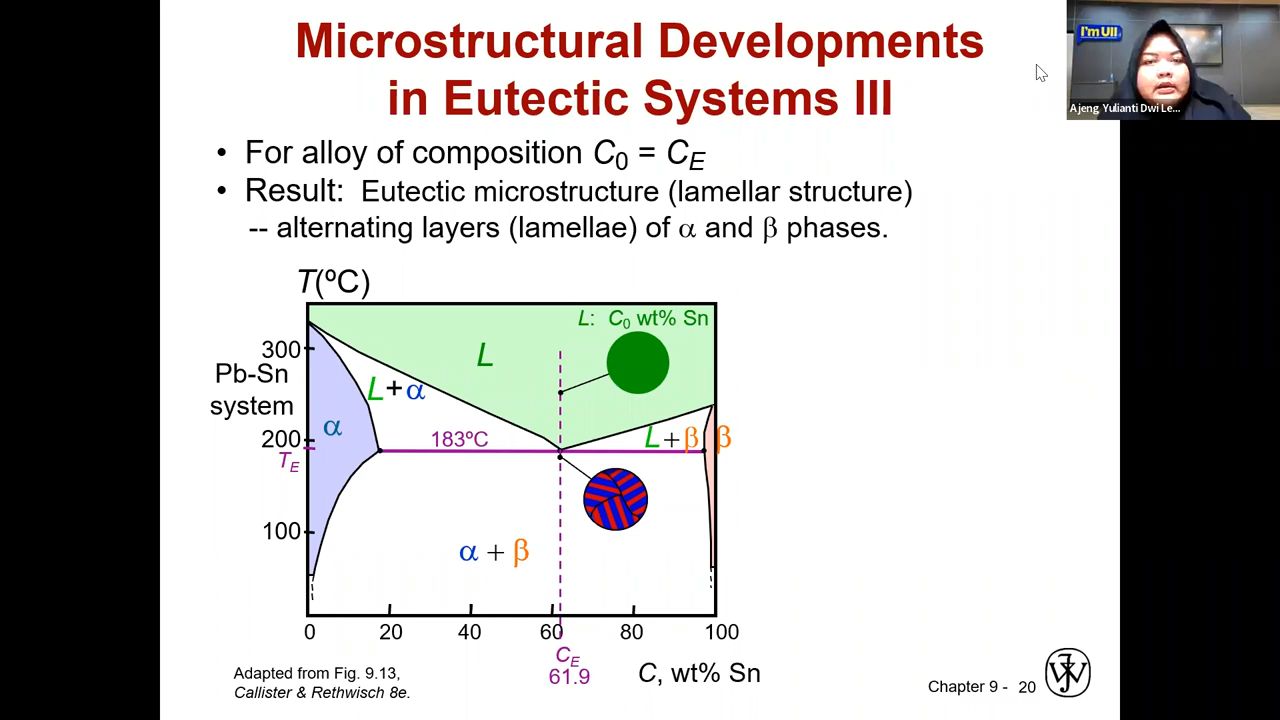 Microstructural Developments
in Eutectic Systems III
I'm UII
Ajeng Yulianti Dwi Le...
• For alloy of composition C0 = CE
• Result: Eutectic microstructure (lamellar structure)
-- alternating layers (lamellae) of α and β phases.
T(ºC)
L: C0 wt% Sn
300
L
Pb-Sn
system
L+α
α
200
TE
183ºC
L+β
β
100
α + β
0
20
40
60
80
100
CE
61.9
C, wt% Sn
Adapted from Fig. 9.13,
Callister & Rethwisch 8e.
Chapter 9 - 20